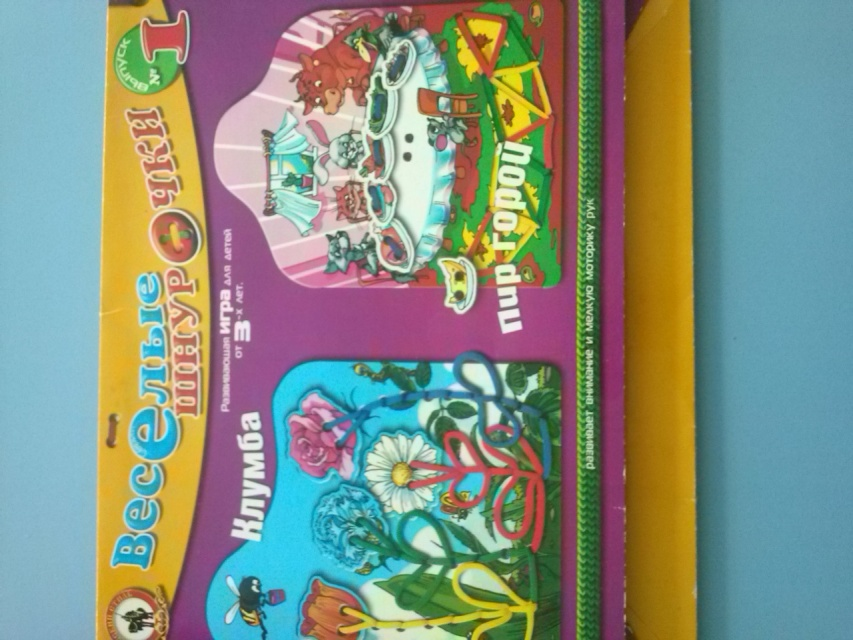 Весёлые
шнурочки
выпуск
№ 1
Развивающая игра для детей
от 3-х лет.
Клумба
пир горой
развивает внимание и мелкую моторику рук